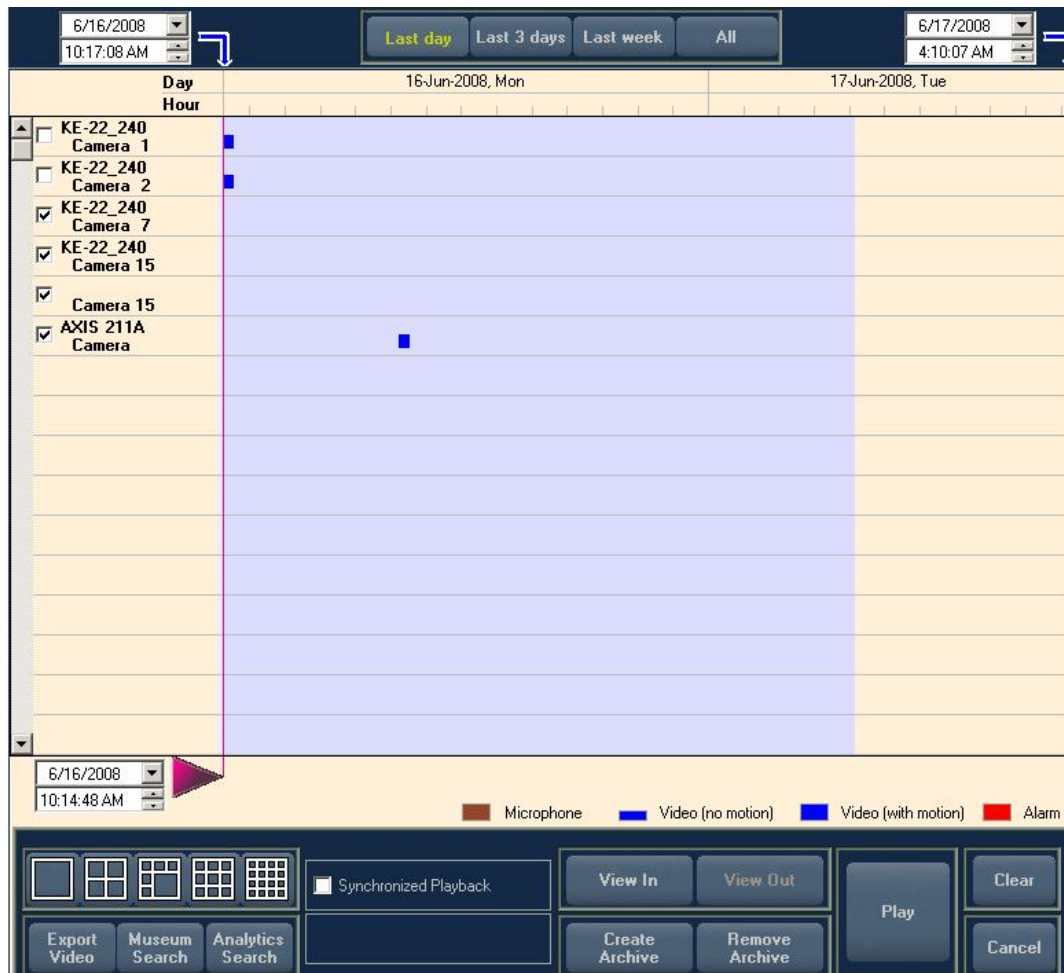 6/16/2008
10:17:08 AM
Last day Last 3 days Last week All
6/17/2008
4:10:07 AM
Day 16-Jun-2008, Mon 17-Jun-2008, Tue
Hour
KE-22_240
Camera 1
KE-22_240
Camera 2
KE-22_240
Camera 7
KE-22_240
Camera 15
Camera 15
AXIS 211A
Camera
6/16/2008
10:14:48 AM
Microphone Video (no motion) Video (with motion) Alarm
Synchronized Playback
View In View Out
Play
Clear
Export
Video
Museum
Search
Analytics
Search
Create
Archive
Remove
Archive
Cancel